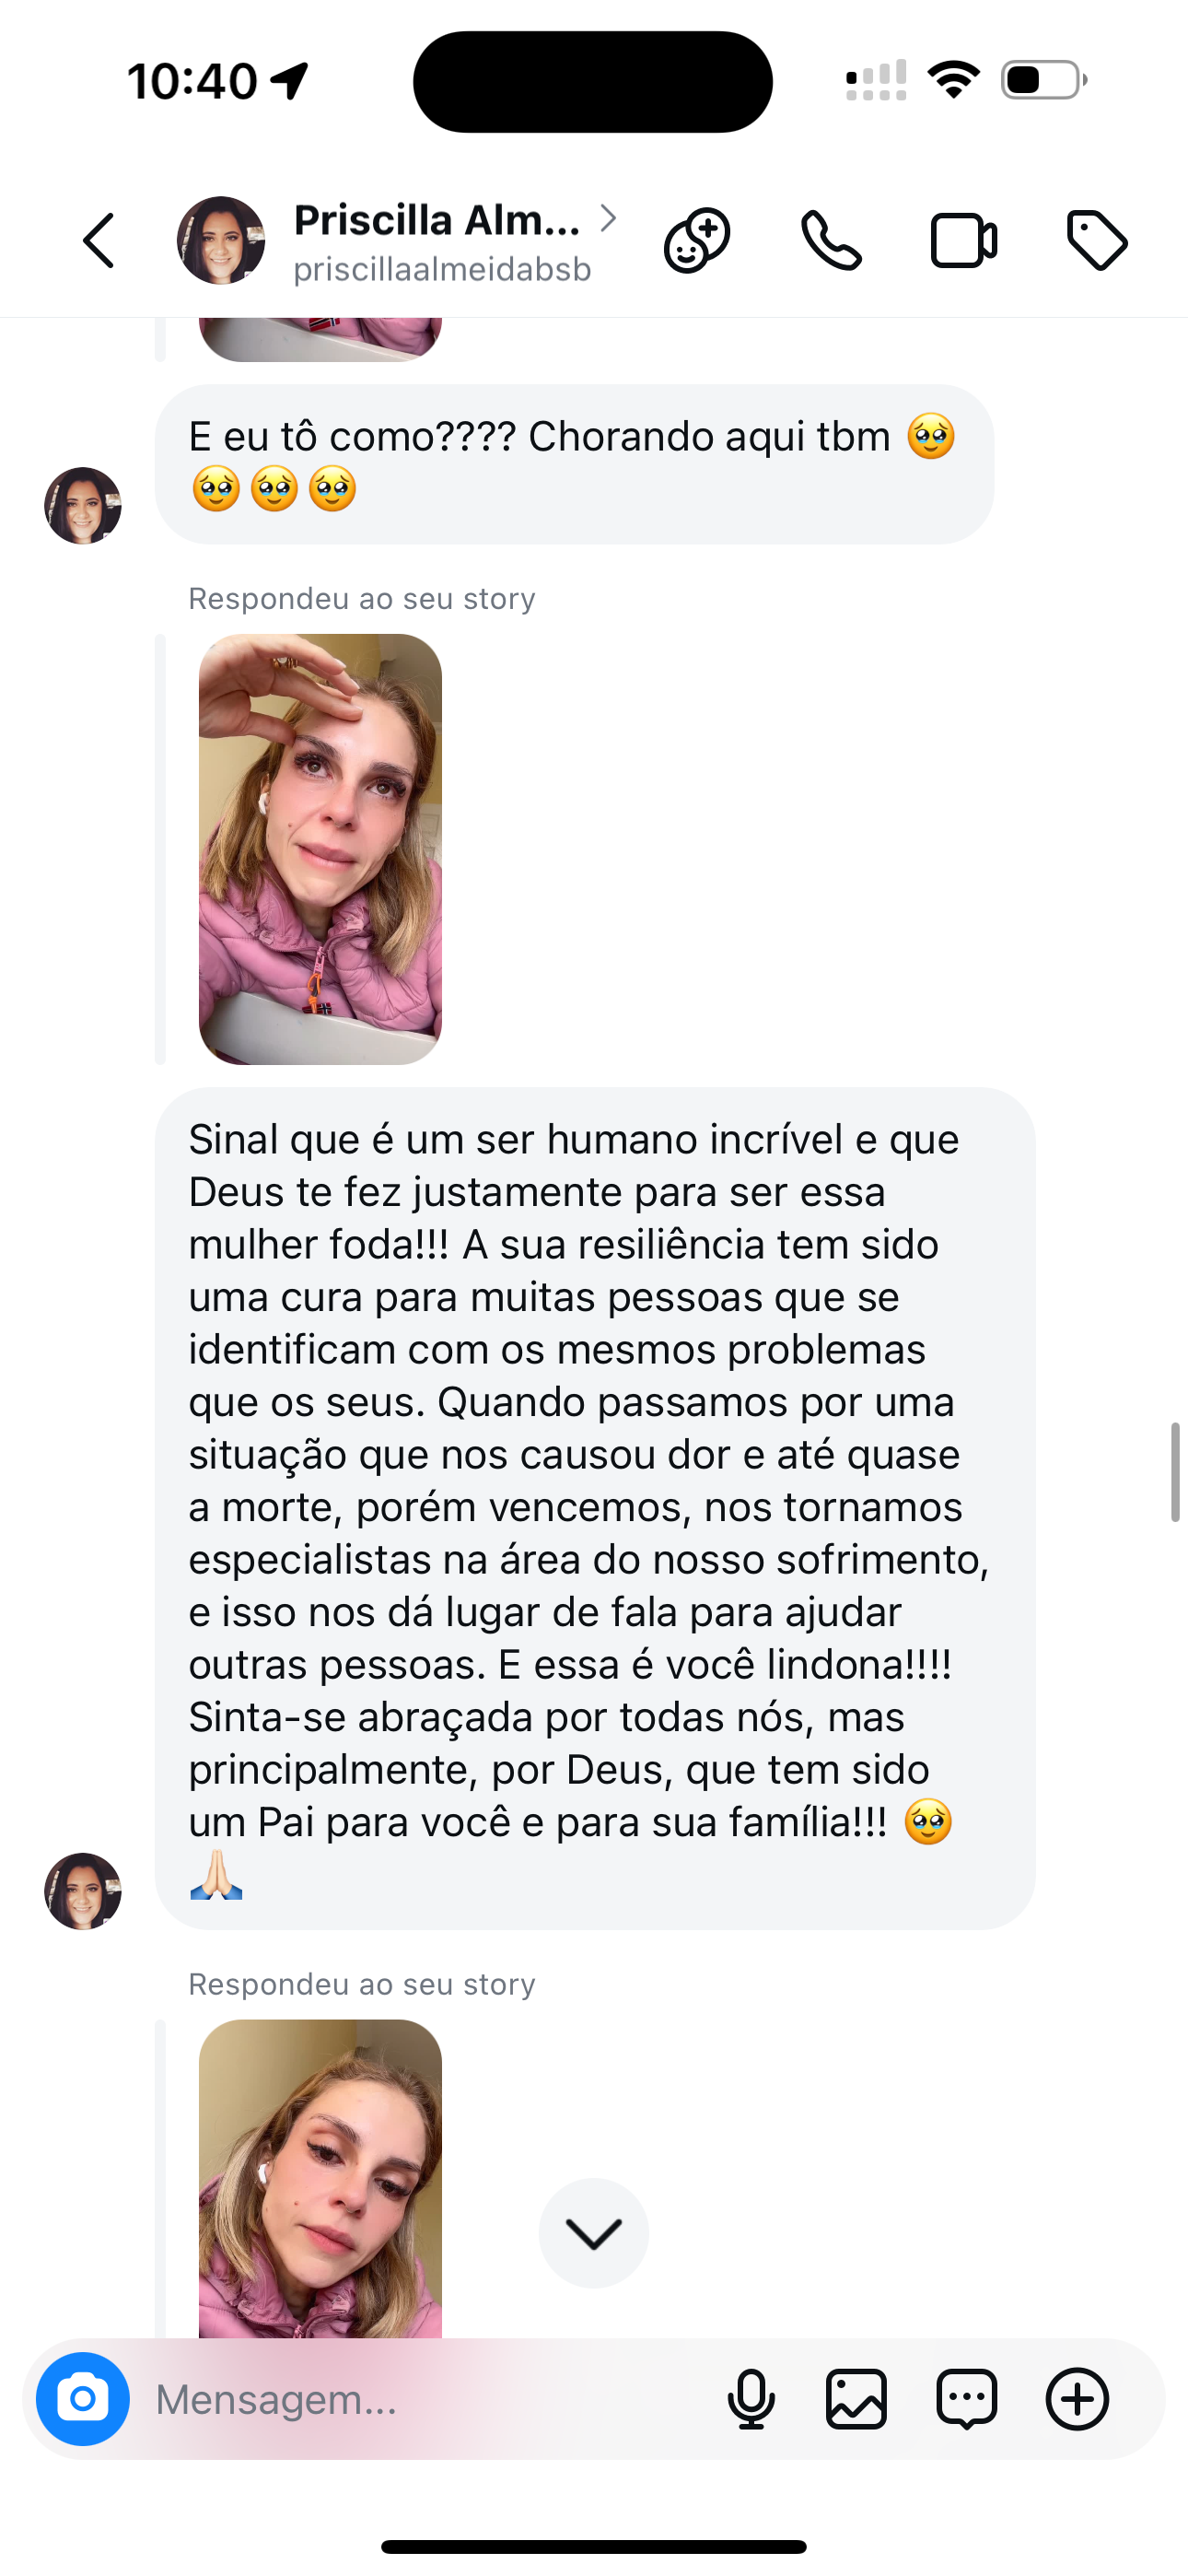 10:40
Priscilla Alm...
priscillaalmeidabsb
E eu tô como???? Chorando aqui tbm 🥹
🥹🥹🥹
Respondeu ao seu story
Sinal que é um ser humano incrível e que
Deus te fez justamente para ser essa
mulher foda!!! A sua resiliência tem sido
uma cura para muitas pessoas que se
identificam com os mesmos problemas
que os seus. Quando passamos por uma
situação que nos causou dor e até quase
a morte, porém vencemos, nos tornamos
especialistas na área do nosso sofrimento,
e isso nos dá lugar de fala para ajudar
outras pessoas. E essa é você lindona!!!!
Sinta-se abraçada por todas nós, mas
principalmente, por Deus, que tem sido
um Pai para você e para sua família!!! 🥹
🙏🏻
Respondeu ao seu story
Mensagem...